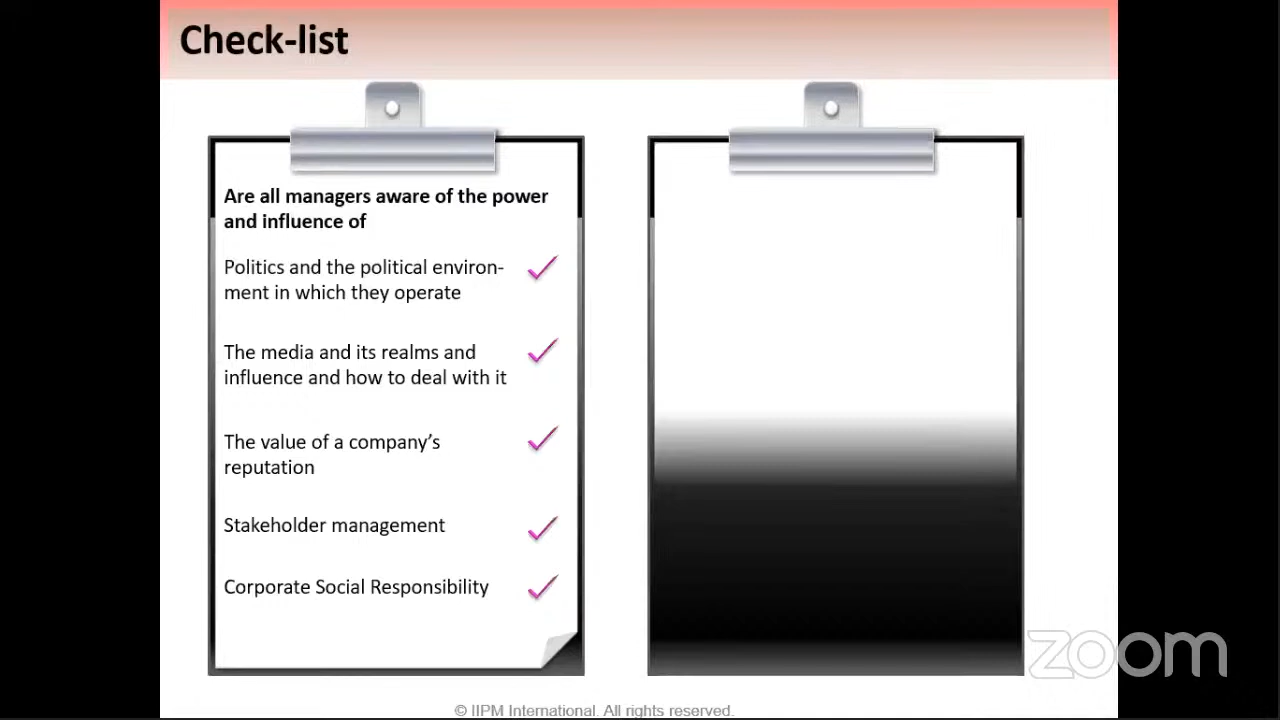 Check-list
Are all managers aware of the power
and influence of
Politics and the political environ-
ment in which they operate
The media and its realms and
influence and how to deal with it
The value of a company’s
reputation
Stakeholder management
Corporate Social Responsibility
zoom
© IIPM International. All rights reserved.